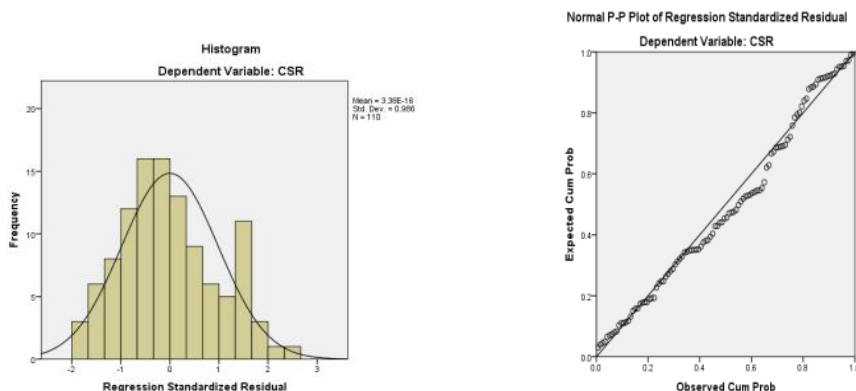 Histogram
Dependent Variable: CSR
Mean = 3.38E-16
Std. Dev. = 0.986
N = 110
Frequency
20
15
10
5
0
-2 -1 0 1 2 3
Regression Standardized Residual
Normal P-P Plot of Regression Standardized Residual
Dependent Variable: CSR
Expected Cum Prob
1.0
0.8
0.6
0.4
0.2
0.0
0.0 0.2 0.4 0.6 0.8 1.0
Observed Cum Prob